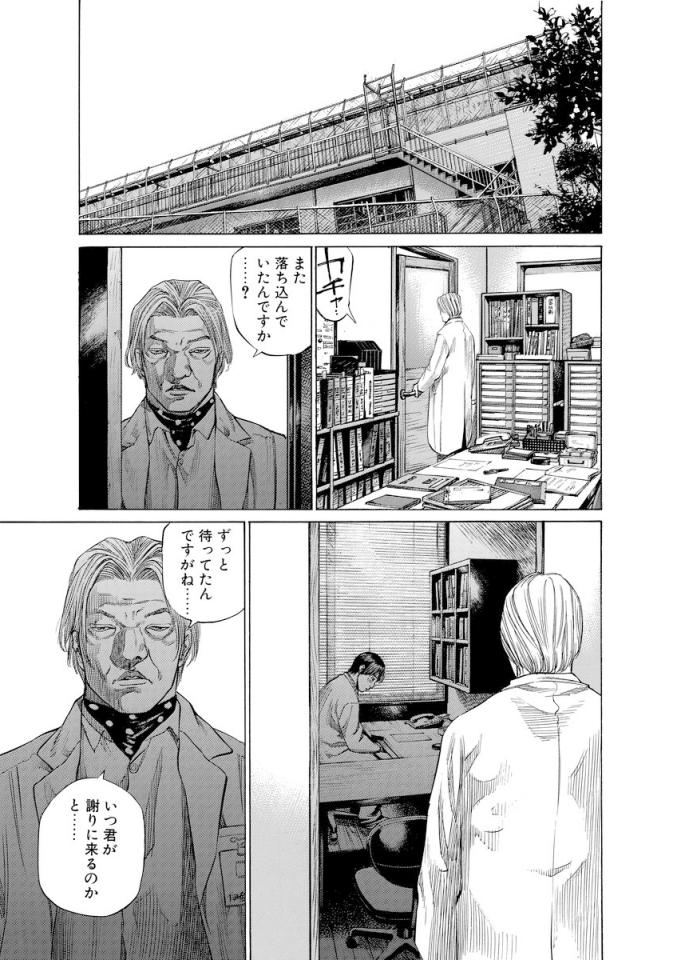 カチャ…
また
落ち込んで
いたんですか
……?
ずっと
待ってたん
ですがね……
いつ君が
謝りに来るのか
と……